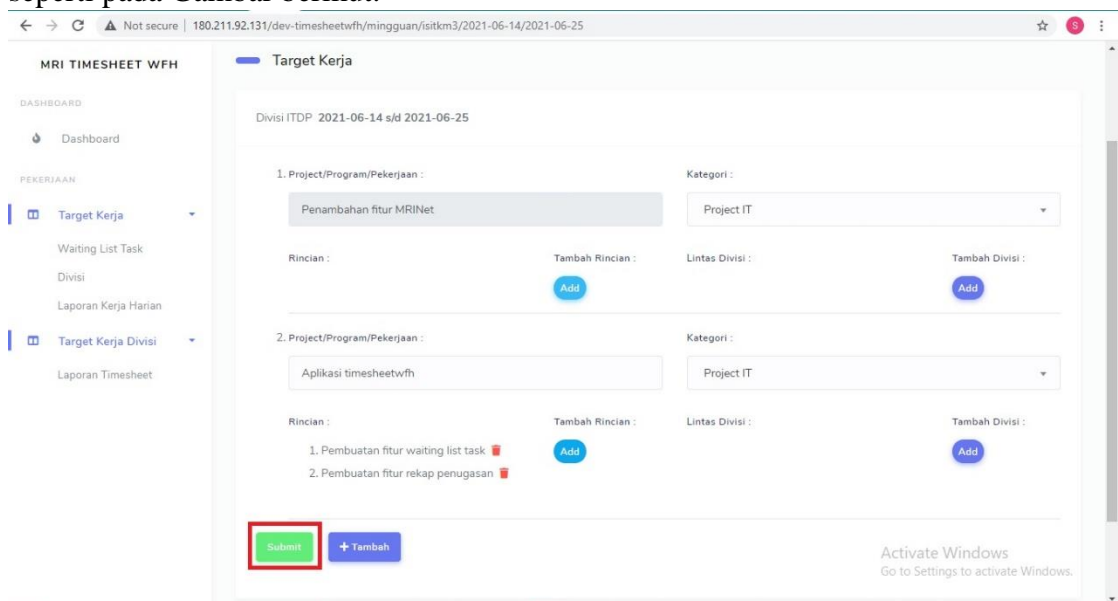 seperti pada Gambar berikut.
Not secure | 180.211.92.131/dev-timesheetwfh/mingguan/isitkm3/2021-06-14/2021-06-25
S
MRI TIMESHEET WFH
DASHBOARD
Dashboard
PEKERJAAN
Target Kerja
Waiting List Task
Divisi
Laporan Kerja Harian
Target Kerja Divisi
Laporan Timesheet
Target Kerja
Divisi ITDP 2021-06-14 s/d 2021-06-25
1. Project/Program/Pekerjaan :
Kategori :
Penambahan fitur MRINet
Project IT
Rincian :
Tambah Rincian :
Lintas Divisi :
Tambah Divisi :
Add
Add
2. Project/Program/Pekerjaan :
Kategori :
Aplikasi timesheetwfh
Project IT
Rincian :
Tambah Rincian :
Lintas Divisi :
Tambah Divisi :
1. Pembuatan fitur waiting list task
2. Pembuatan fitur rekap penugasan
Add
Add
Submit
+ Tambah
Activate Windows
Go to Settings to activate Windows.